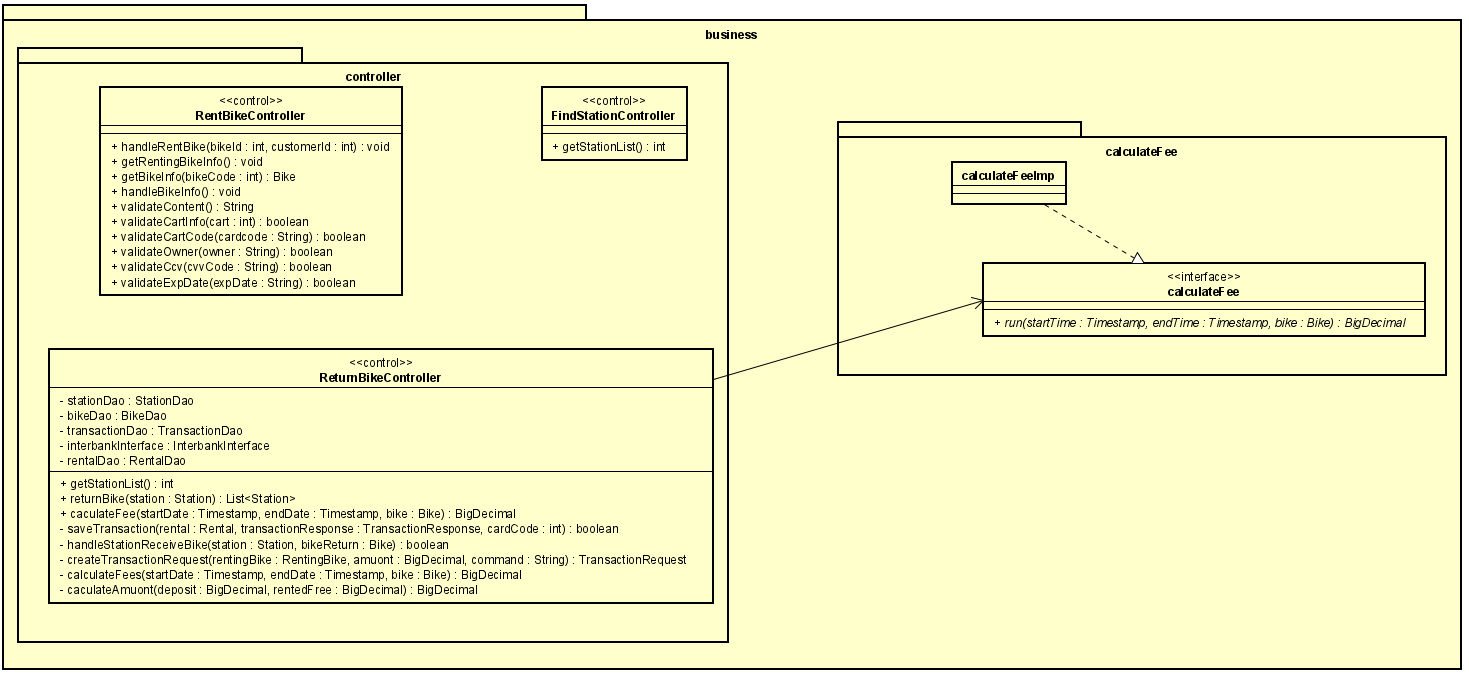 business
controller
<<control>>
RentBikeController
+ handleRentBike(bikeId : int, customerId : int) : void
+ getRentingBikeInfo() : void
+ getBikeInfo(bikeCode : int) : Bike
+ handleBikeInfo() : void
+ validateContent() : String
+ validateCartInfo(cart : int) : boolean
+ validateCartCode(cardcode : String) : boolean
+ validateOwner(owner : String) : boolean
+ validateCcv(cvvCode : String) : boolean
+ validateExpDate(expDate : String) : boolean
<<control>>
FindStationController
+ getStationList() : int
<<control>>
ReturnBikeController
- stationDao : StationDao
- bikeDao : BikeDao
- transactionDao : TransactionDao
- interbankInterface : InterbankInterface
- rentalDao : RentalDao
+ getStationList() : int
+ returnBike(station : Station) : List<Station>
+ caculateFee(startDate : Timestamp, endDate : Timestamp, bike : Bike) : BigDecimal
- saveTransaction(rental : Rental, transactionResponse : TransactionResponse, cardCode : int) : boolean
- handleStationReceiveBike(station : Station, bikeReturn : Bike) : boolean
- createTransactionRequest(rentingBike : RentingBike, amuont : BigDecimal, command : String) : TransactionRequest
- calculateFees(startDate : Timestamp, endDate : Timestamp, bike : Bike) : BigDecimal
- caculateAmuont(deposit : BigDecimal, rentedFree : BigDecimal) : BigDecimal
calculateFee
calculateFeeImp
<<interface>>
calculateFee
+ run(startTime : Timestamp, endTime : Timestamp, bike : Bike) : BigDecimal